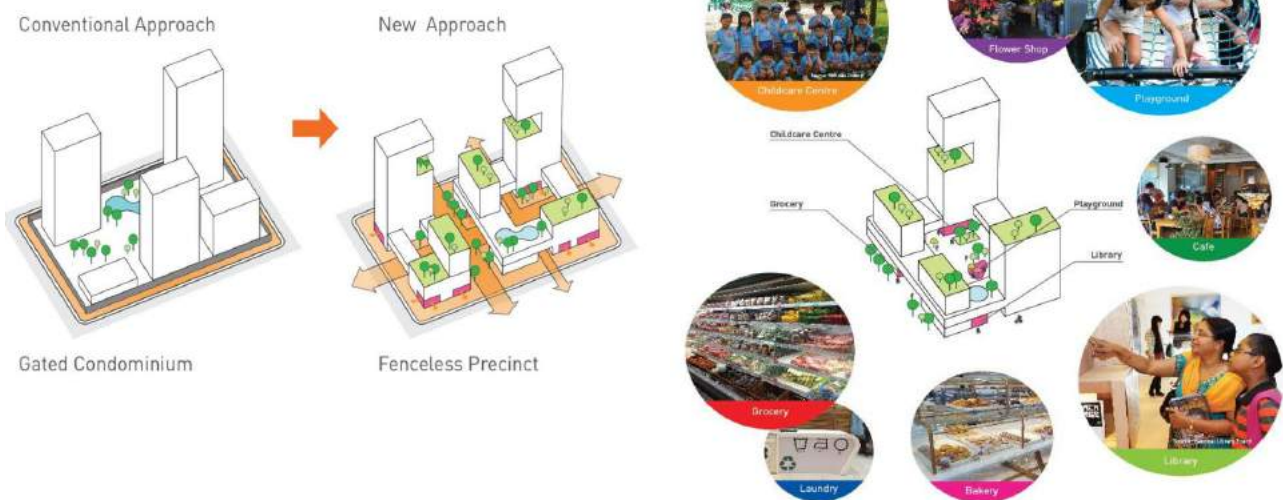 Conventional Approach
New Approach
Gated Condominium
Fenceless Precinct
Childcare Centre
Flower Shop
Playground
Childcare Centre
Grocery
Playground
Library
Cafe
Grocery
Laundry
Bakery
Library